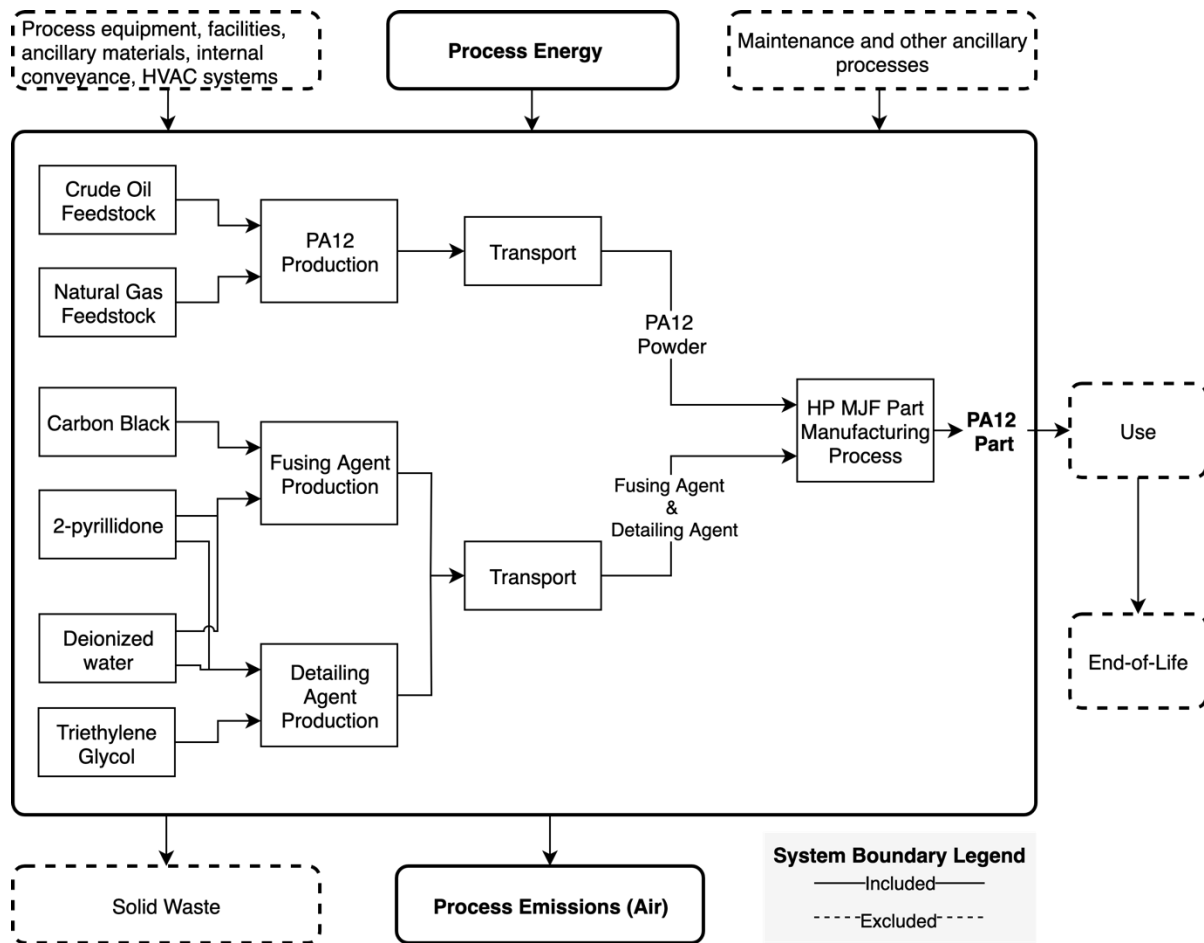 Process equipment, facilities,
ancillary materials, internal
conveyance, HVAC systems
Process Energy
Maintenance and other ancillary
processes
Crude Oil
Feedstock
Natural Gas
Feedstock
PA12
Production
Transport
PA12
Powder
Carbon Black
2-pyrillidone
Deionized
water
Triethylene
Glycol
Fusing Agent
Production
Detailing
Agent
Production
Transport
Fusing Agent
&
Detailing Agent
HP MJF Part
Manufacturing
Process
PA12
Part
Use
End-of-Life
Solid Waste
Process Emissions (Air)
System Boundary Legend
Included
Excluded